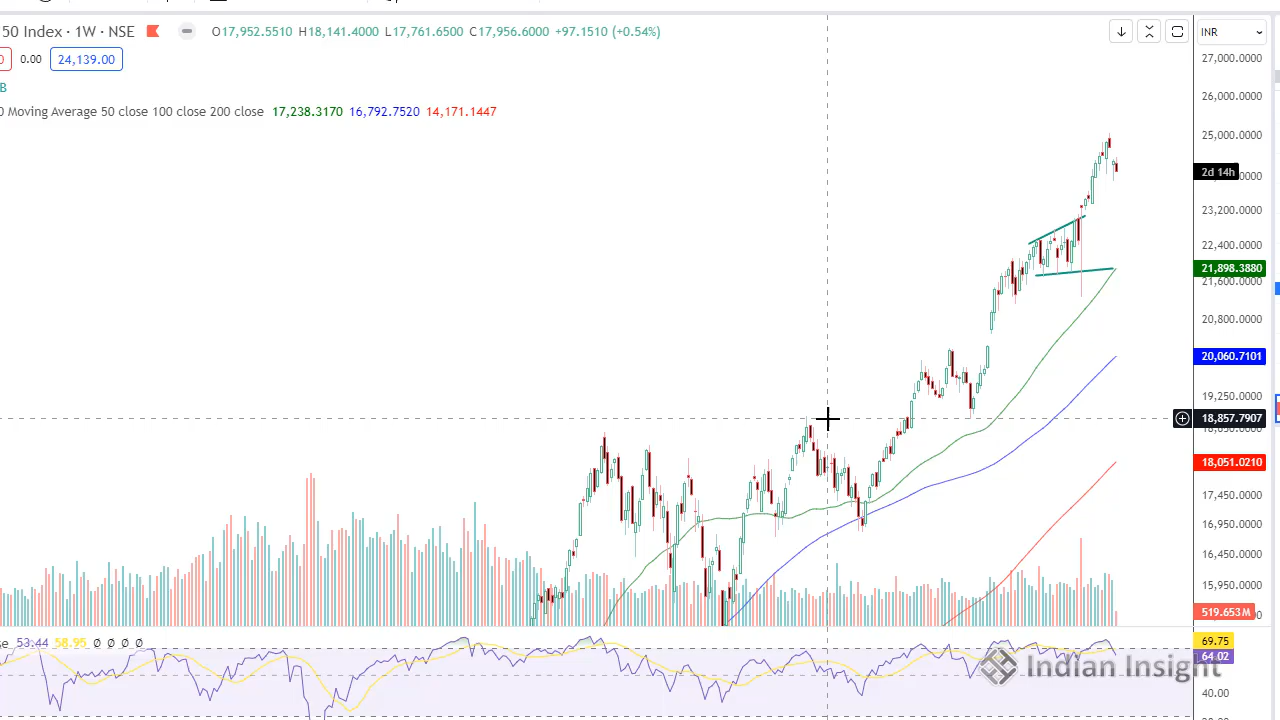 50 Index · 1W · NSE O17,952.5510 H18,141.4000 L17,761.6500 C17,956.6000 +97.1510 (+0.54%)
0 0.00 24,139.00
B
0 Moving Average 50 close 100 close 200 close 17,238.3170 16,792.7520 14,171.1447
INR
27,000.0000
26,000.0000
25,000.0000
2d 14h
23,200.0000
22,400.0000
21,898.3880
21,600.0000
20,800.0000
20,060.7101
19,250.0000
18,857.7907
18,051.0210
17,450.0000
16,950.0000
16,450.0000
15,950.0000
519.653M
se 53.44 58.95 Ø Ø Ø Ø
69.75
64.02
40.00
Indian Insight